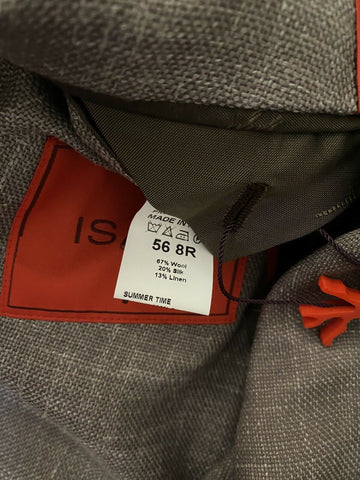 ISA
MADE IN
56 8R
67% Wool
20% Silk
13% Linen
SUMMER TIME